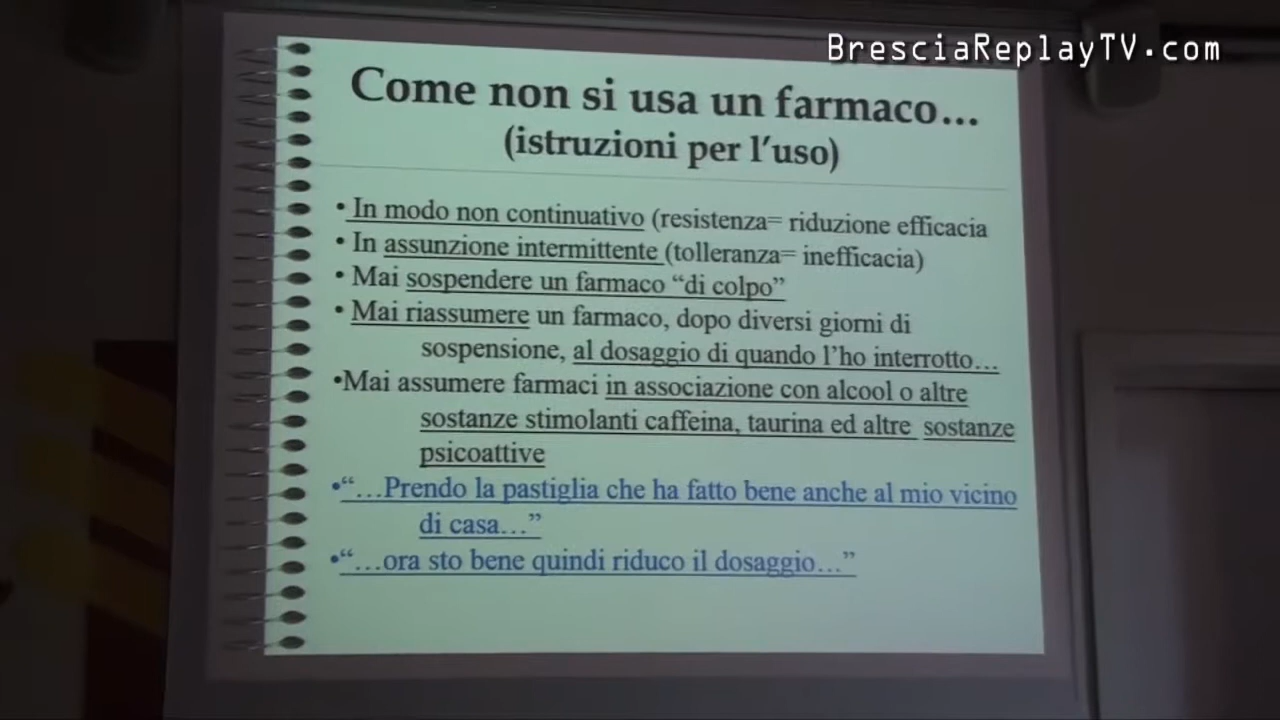 BresciaReplayTV.com
Come non si usa un farmaco...
(istruzioni per l'uso)
• In modo non continuativo (resistenza= riduzione efficacia
• In assunzione intermittente (tolleranza= inefficacia)
• Mai sospendere un farmaco “di colpo”
• Mai riassumere un farmaco, dopo diversi giorni di
sospensione, al dosaggio di quando l'ho interrotto...
•Mai assumere farmaci in associazione con alcool o altre
sostanze stimolanti caffeina, taurina ed altre sostanze
psicoattive
•“...Prendo la pastiglia che ha fatto bene anche al mio vicino
di casa...”
•“...ora sto bene quindi riduco il dosaggio...”